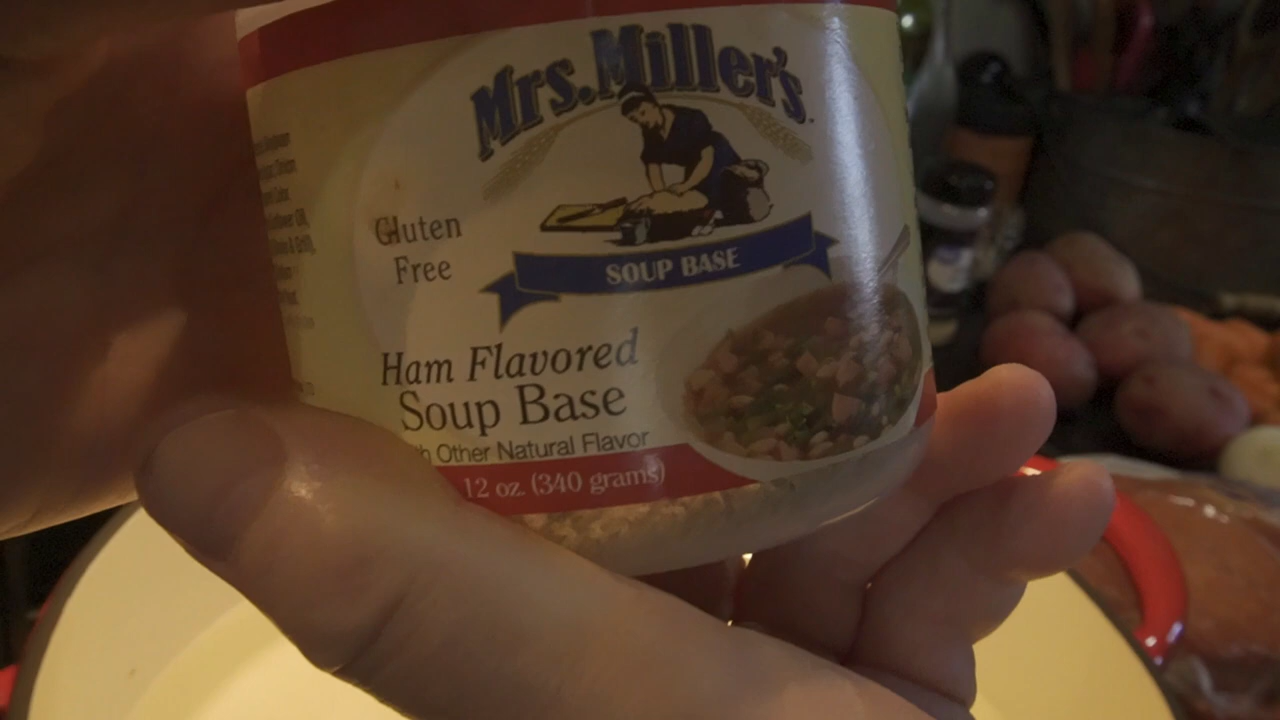 Mrs. Miller's
Gluten
Free
SOUP BASE
Ham Flavored
Soup Base
Other Natural Flavor
12 oz. (340 grams)